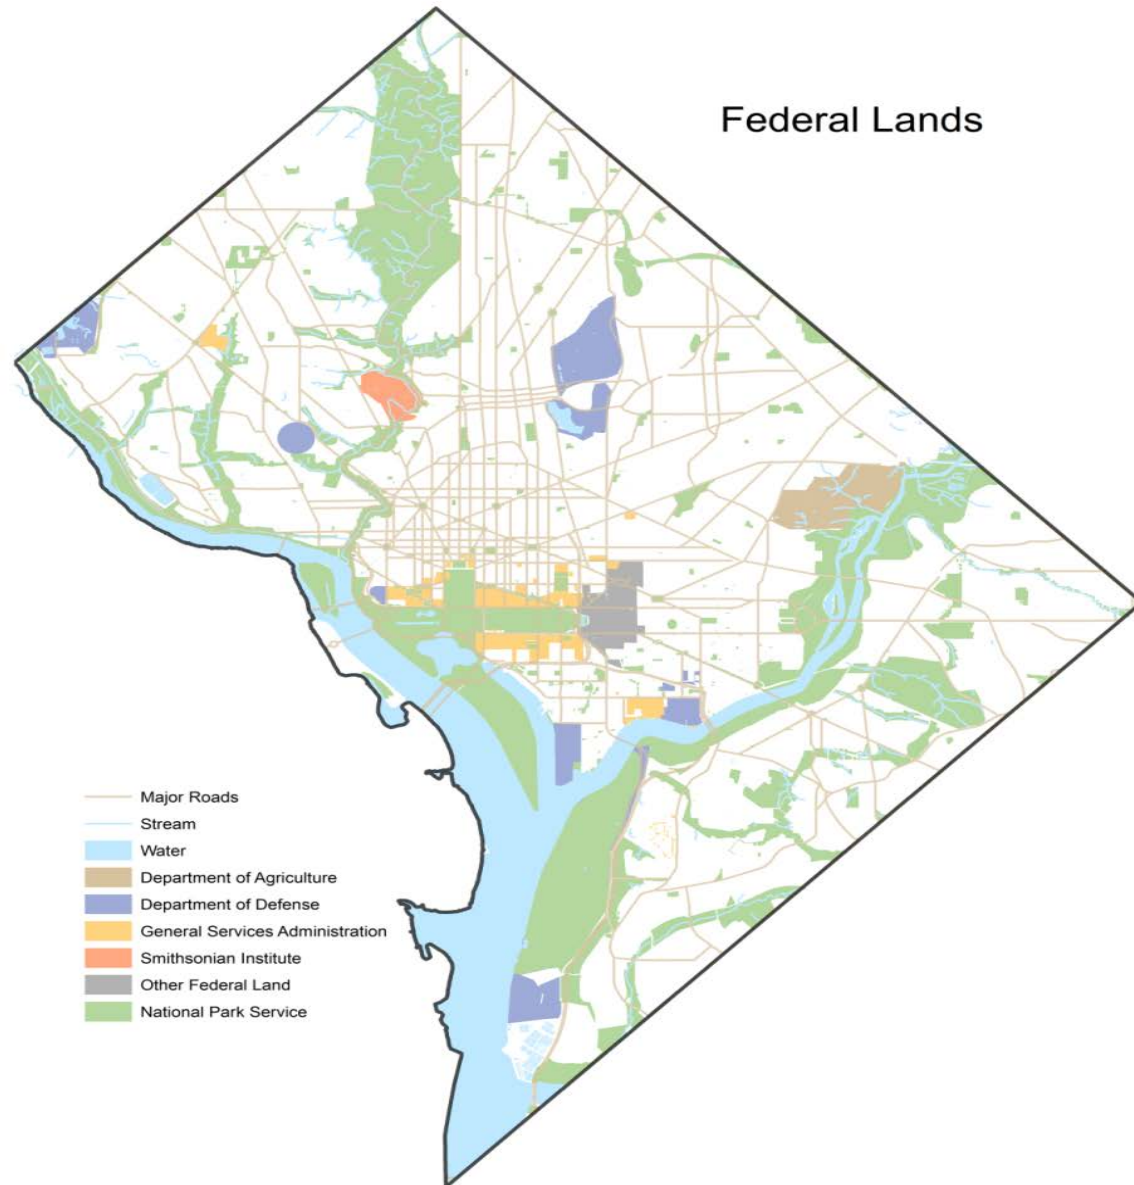 Federal Lands
Major Roads
Stream
Water
Department of Agriculture
Department of Defense
General Services Administration
Smithsonian Institute
Other Federal Land
National Park Service